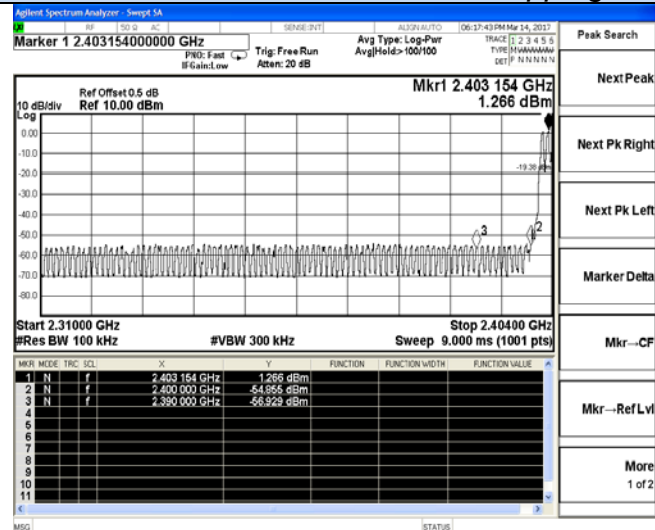 Agilent Spectrum Analyzer - Swept SA
RF 50 Ω AC SENSE:INT ALIGN AUTO 06:17:43 PM Mar 14, 2017
Marker 1 2.403154000000 GHz
PNO: Fast
IFGain:Low
Trig: Free Run
Atten: 20 dB
Avg Type: Log-Pwr
Avg|Hold:>100/100
TRACE 1 2 3 4 5 6
TYPE MWWWWW
DET P N N N N N
Peak Search
Next Peak
Next Pk Right
Next Pk Left
Marker Delta
Mkr→CF
Mkr→Ref Lvl
More
1 of 2
Mkr1 2.403 154 GHz
1.266 dBm
Ref Offset 0.5 dB
10 dB/div Ref 10.00 dBm
Log
0.00
-10.0
-20.0
-30.0
-40.0
-50.0
-60.0
-70.0
-80.0
-19.38 dBm
3
2
Start 2.31000 GHz Stop 2.40400 GHz
#Res BW 100 kHz #VBW 300 kHz Sweep 9.000 ms (1001 pts)
MKR MODE TRC SCL X Y FUNCTION FUNCTION WIDTH FUNCTION VALUE
1 N f 2.403 154 GHz 1.266 dBm
2 N f 2.400 000 GHz -54.855 dBm
3 N f 2.390 000 GHz -56.929 dBm
4
5
6
7
8
9
10
11
MSG STATUS